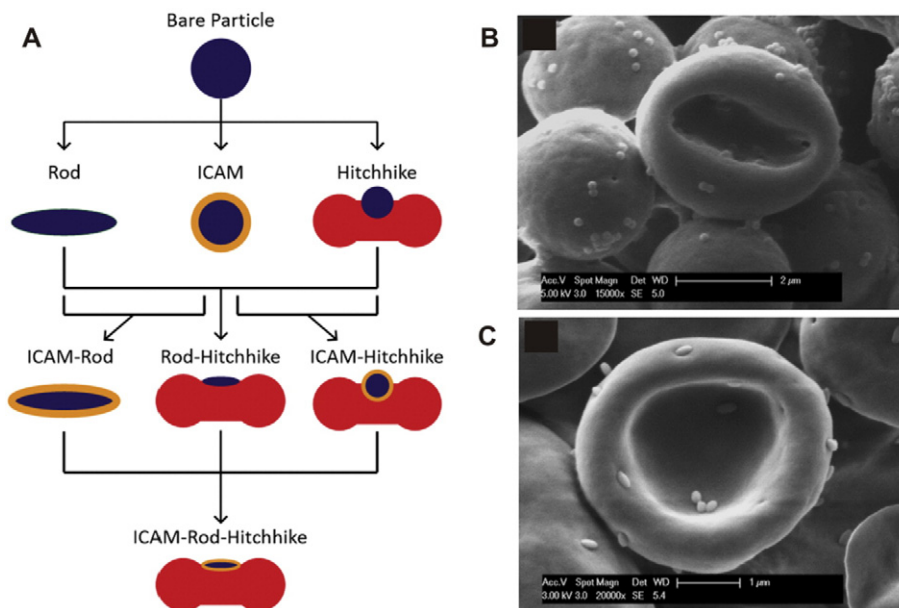 A
Bare Particle
Rod
ICAM
Hitchhike
ICAM-Rod
Rod-Hitchhike
ICAM-Hitchhike
ICAM-Rod-Hitchhike
B
Acc.V Spot Magn Det WD 2 µm
5.00 kV 3.0 15000x SE 5.0
C
Acc.V Spot Magn Det WD 1 µm
3.00 kV 3.0 20000x SE 5.4